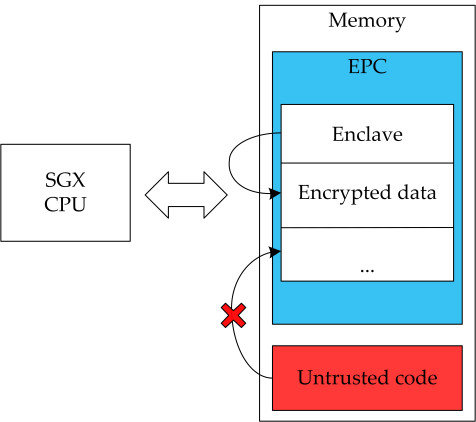 Memory
EPC
Enclave
SGX
CPU
Encrypted data
...
Untrusted code